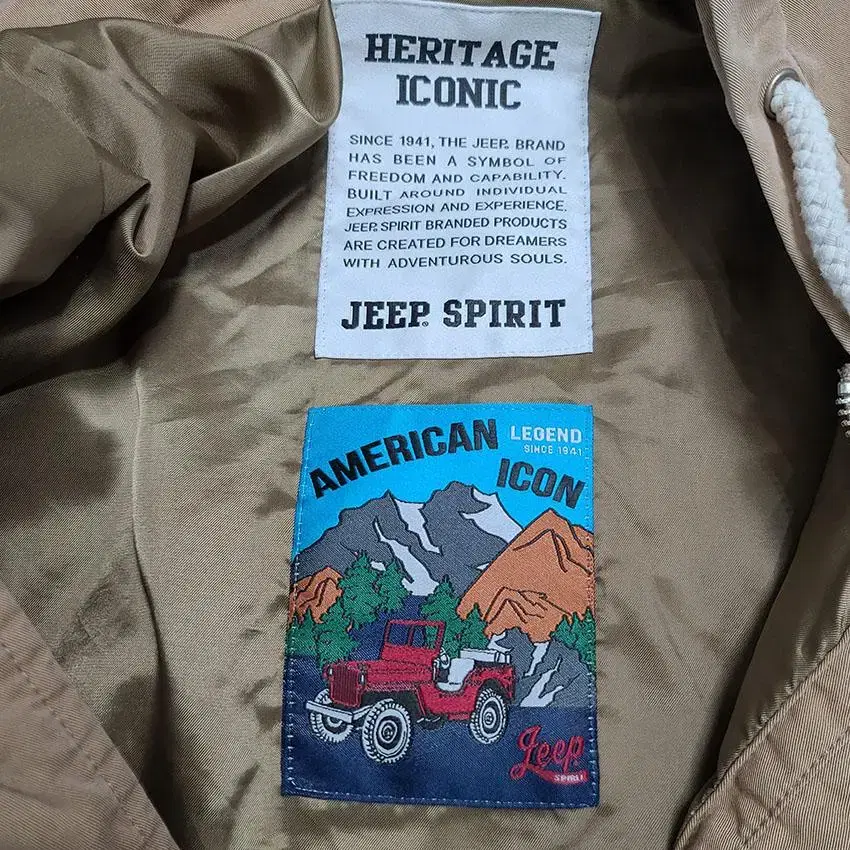 HERITAGE
ICONIC
SINCE 1941, THE JEEP® BRAND
HAS BEEN A SYMBOL OF
FREEDOM AND CAPABILITY.
BUILT AROUND INDIVIDUAL
EXPRESSION AND EXPERIENCE.
JEEP® SPIRIT BRANDED PRODUCTS
ARE CREATED FOR DREAMERS
WITH ADVENTUROUS SOULS.
JEEP® SPIRIT
AMERICAN
ICON
LEGEND
SINCE 1941
Jeep
SPIRIT